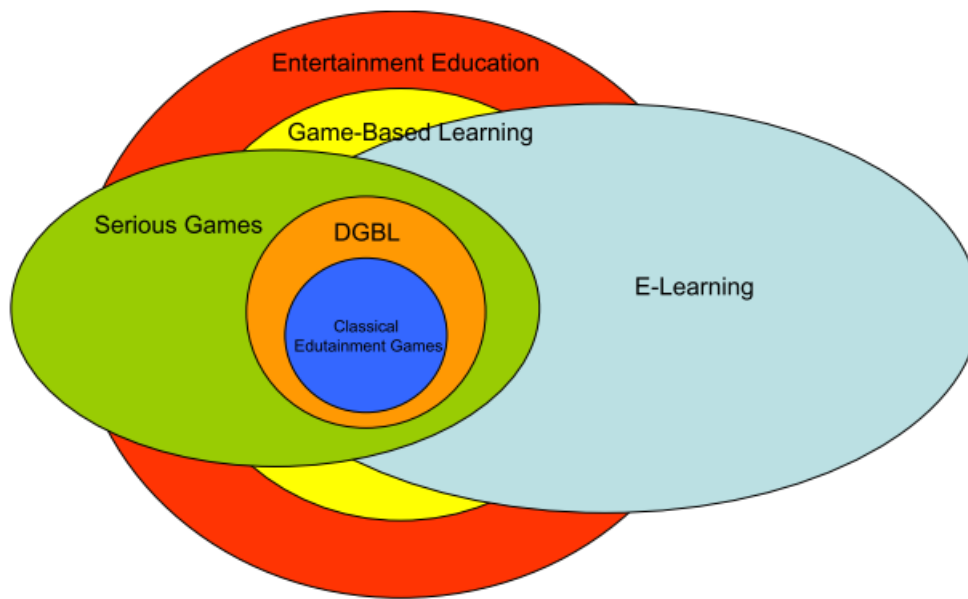 Entertainment Education
Game-Based Learning
Serious Games
DGBL
E-Learning
Classical
Edutainment Games